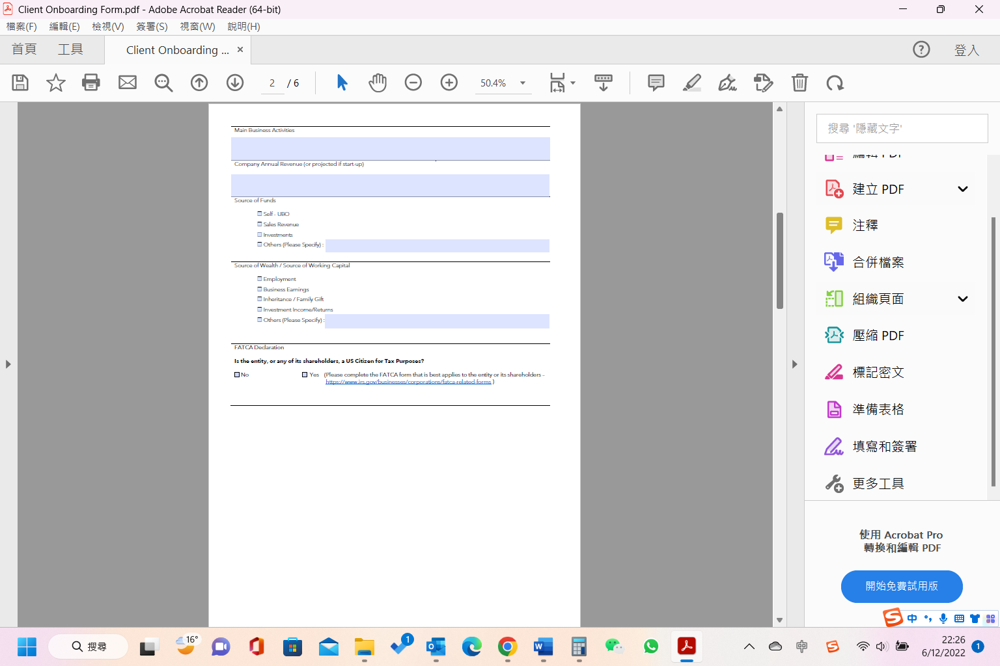 Client Onboarding Form.pdf - Adobe Acrobat Reader (64-bit)
檔案(F) 編輯(E) 檢視(V) 簽署(S) 視窗(W) 說明(H)
首頁 工具 Client Onboarding ... × ? 登入
2 / 6 50.4%
Main Business Activities
Company Annual Revenue (or projected if start-up)
Source of Funds
Self - UBO
Sales Revenue
Investments
Others (Please Specify) :
Source of Wealth / Source of Working Capital
Employment
Business Earnings
Inheritance / Family Gift
Investment Income/Returns
Others (Please Specify) :
FATCA Declaration
Is the entity, or any of its shareholders, a US Citizen for Tax Purposes?
No Yes (Please complete the FATCA form that is best applies to the entity or its shareholders -
https://www.irs.gov/businesses/corporations/fatca-related-forms )
搜尋 '隱藏文字'
編輯 PDF
建立 PDF
注釋
合併檔案
組織頁面
壓縮 PDF
標記密文
準備表格
填寫和簽署
更多工具
使用 Acrobat Pro
轉換和編輯 PDF
開始免費試用版
中
搜尋 16° 1 中 22:26
6/12/2022 1